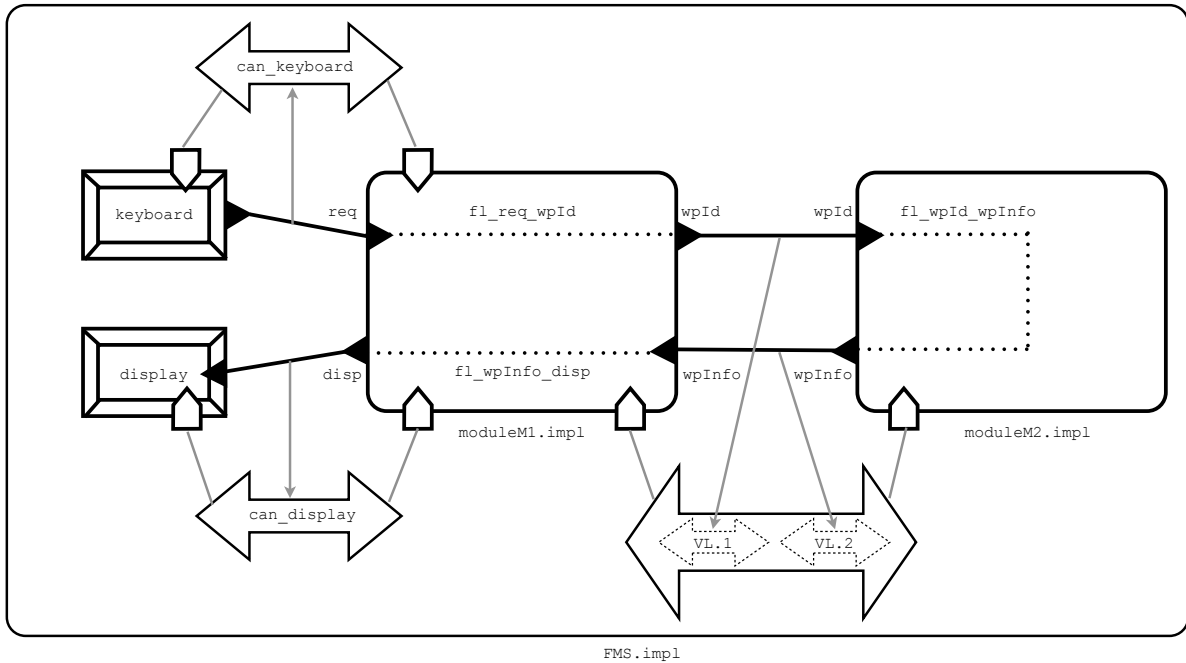 can_keyboard
keyboard
req
fl_req_wpId
wpId
wpId
fl_wpId_wpInfo
display
disp
fl_wpInfo_disp
wpInfo
wpInfo
moduleM1.impl
moduleM2.impl
can_display
VL.1
VL.2
FMS.impl